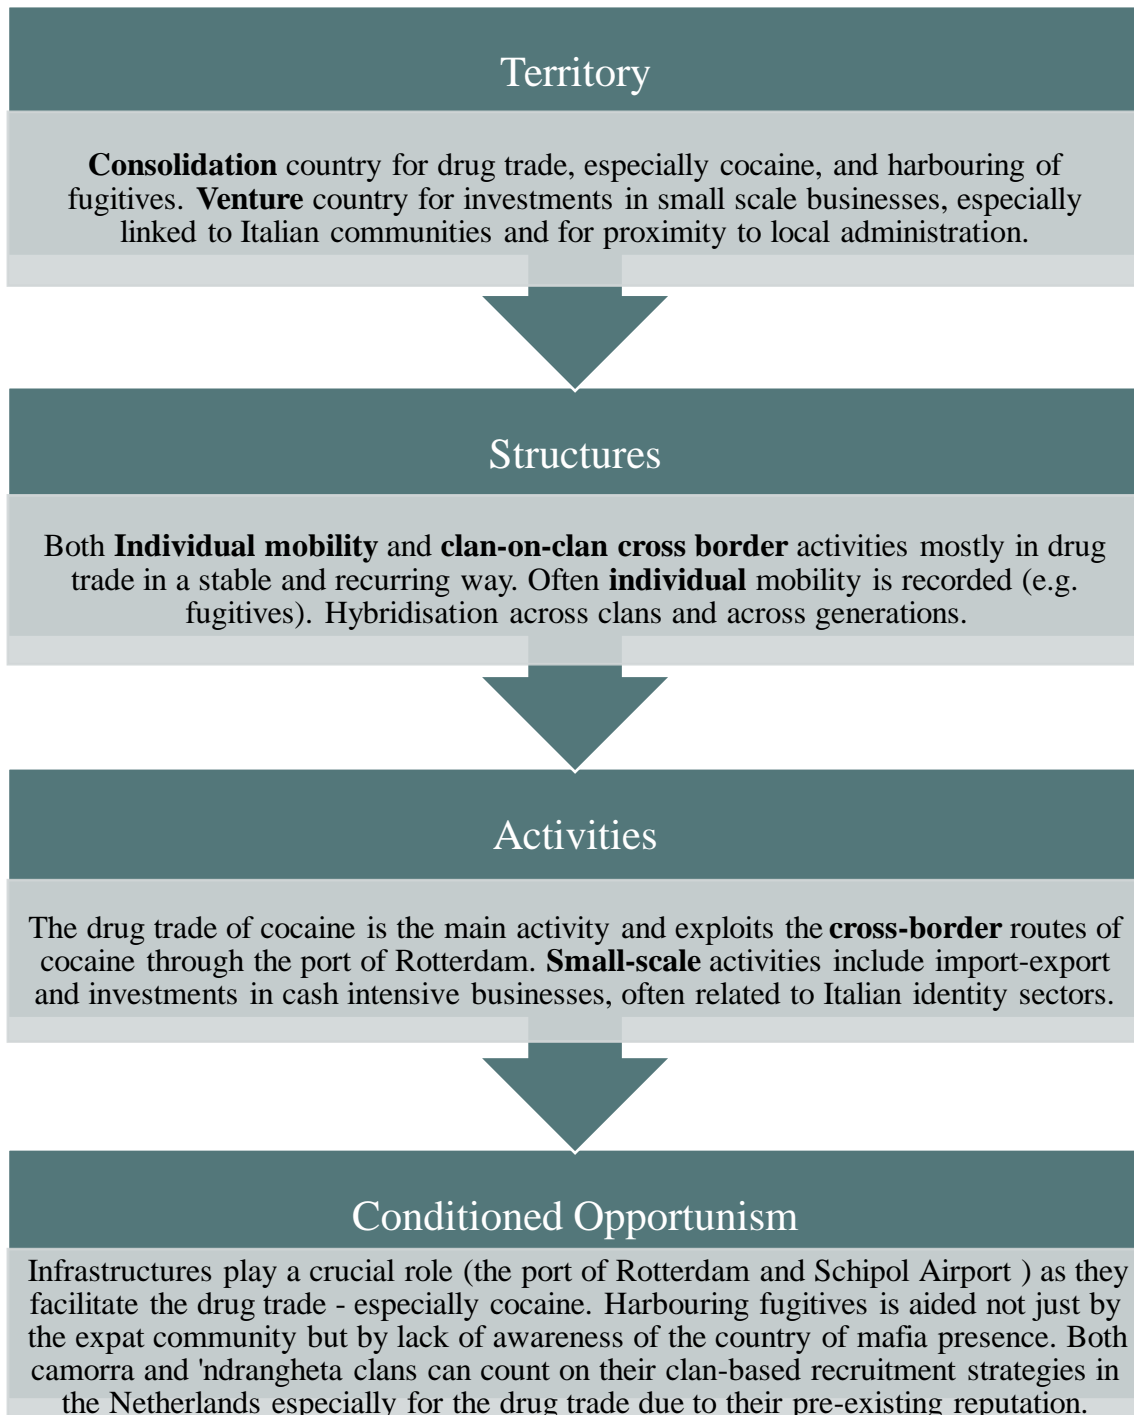 Territory
Consolidation country for drug trade, especially cocaine, and harbouring of
fugitives. Venture country for investments in small scale businesses, especially
linked to Italian communities and for proximity to local administration.
Structures
Both Individual mobility and clan-on-clan cross border activities mostly in drug
trade in a stable and recurring way. Often individual mobility is recorded (e.g.
fugitives). Hybridisation across clans and across generations.
Activities
The drug trade of cocaine is the main activity and exploits the cross-border routes of
cocaine through the port of Rotterdam. Small-scale activities include import-export
and investments in cash intensive businesses, often related to Italian identity sectors.
Conditioned Opportunism
Infrastructures play a crucial role (the port of Rotterdam and Schipol Airport ) as they
facilitate the drug trade - especially cocaine. Harbouring fugitives is aided not just by
the expat community but by lack of awareness of the country of mafia presence. Both
camorra and 'ndrangheta clans can count on their clan-based recruitment strategies in
the Netherlands especially for the drug trade due to their pre-existing reputation.